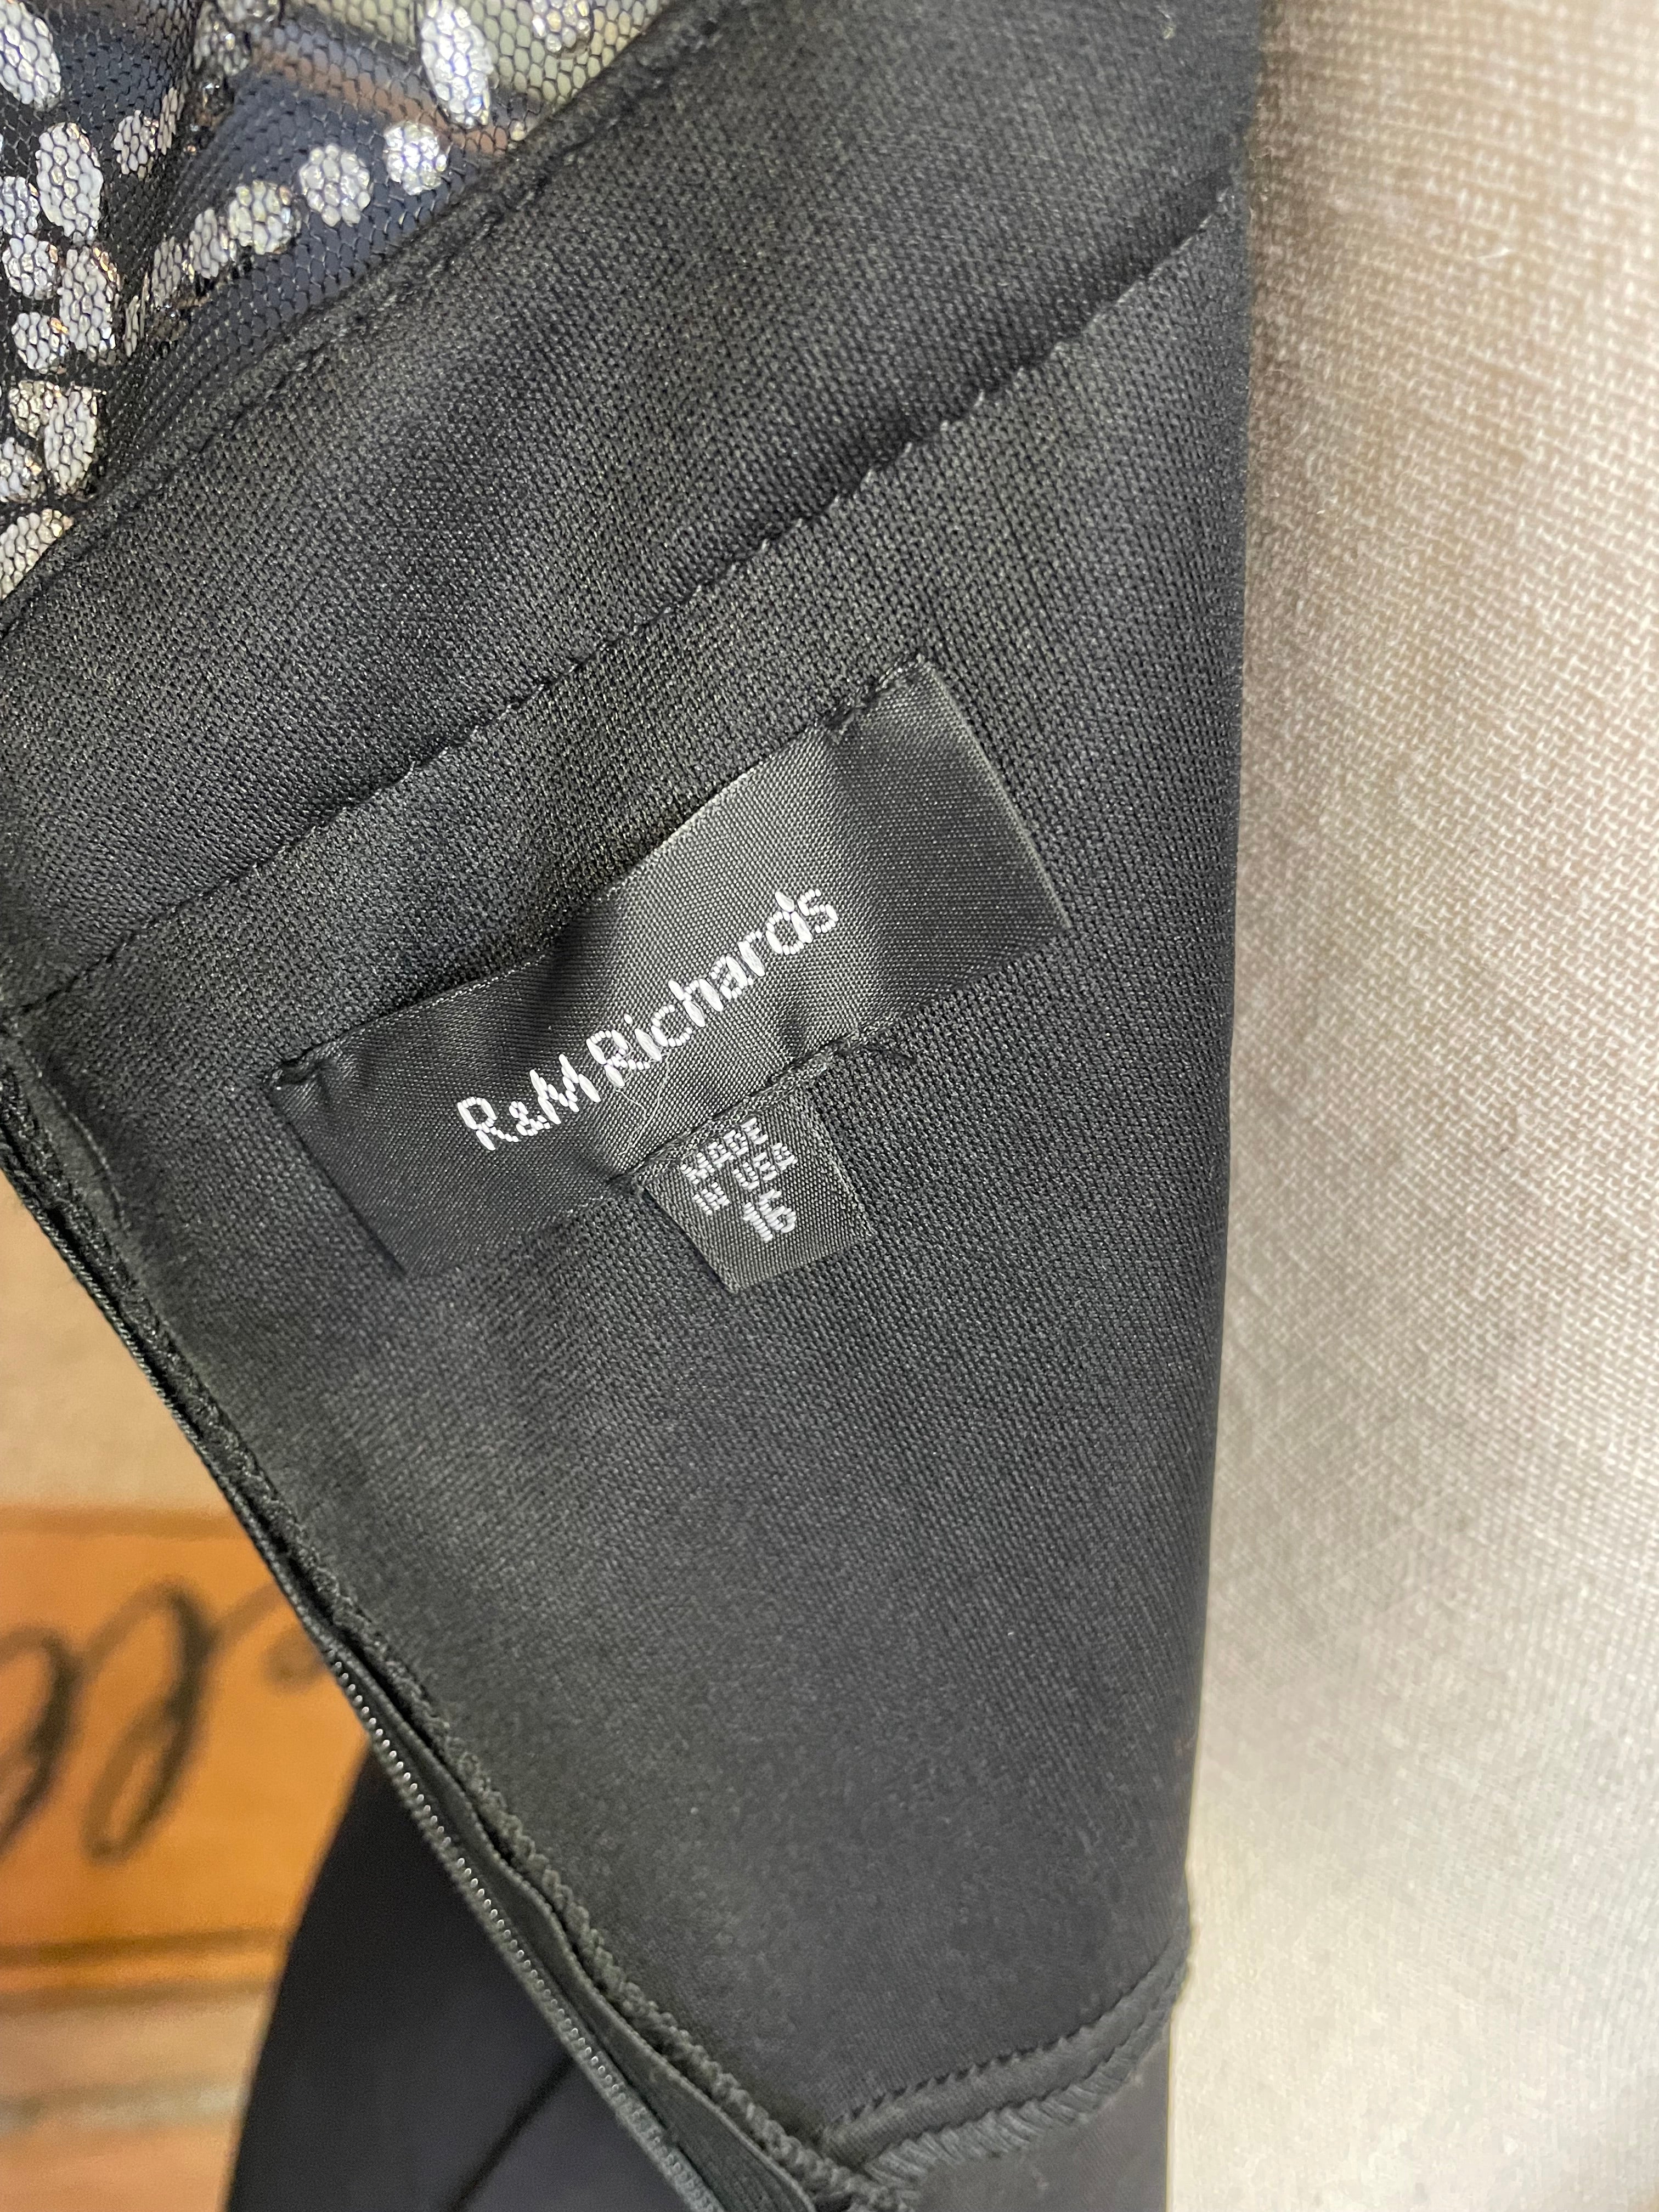 R&M Richards
MADE
IN USA
16